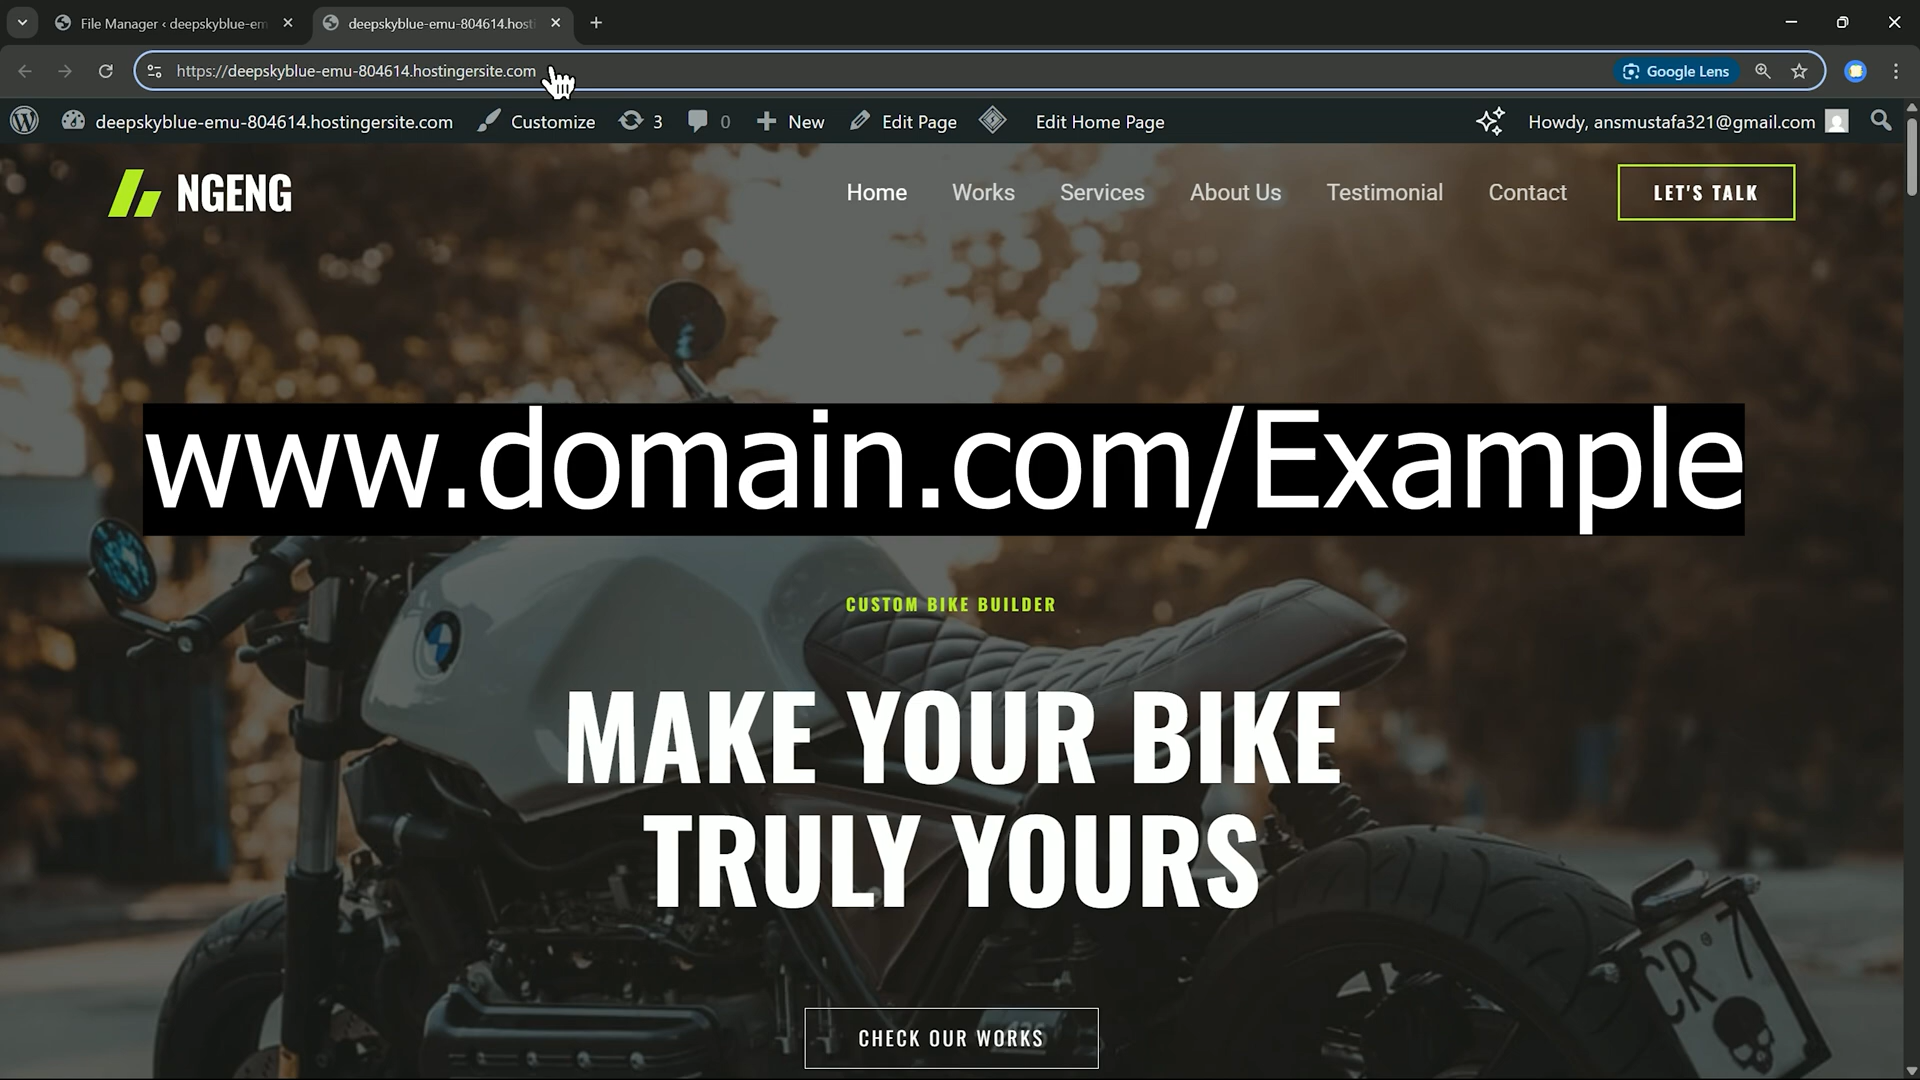 File Manager ‹ deepskyblue-em
deepskyblue-emu-804614.hosti
https://deepskyblue-emu-804614.hostingersite.com
Google Lens
deepskyblue-emu-804614.hostingersite.com
Customize
3
0
New
Edit Page
Edit Home Page
Howdy, ansmustafa321@gmail.com
NGENG
Home
Works
Services
About Us
Testimonial
Contact
LET'S TALK
www.domain.com/Example
CUSTOM BIKE BUILDER
MAKE YOUR BIKE
TRULY YOURS
CR 7
CHECK OUR WORKS